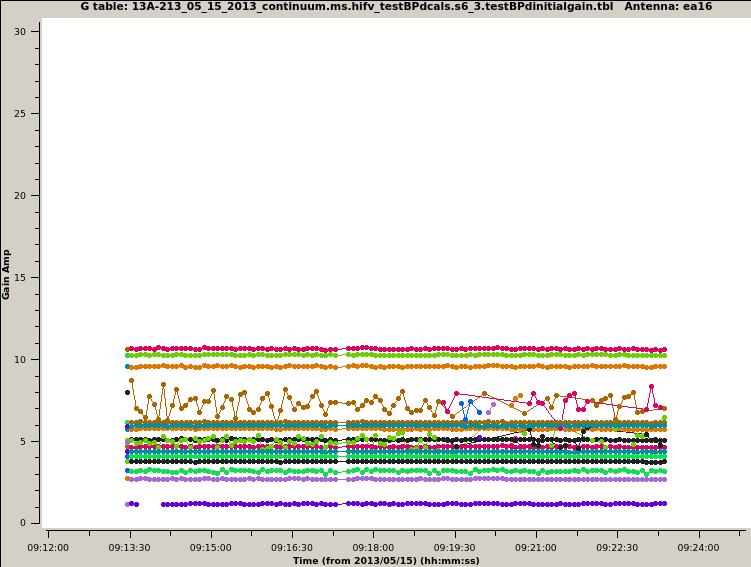 G table: 13A-213_05_15_2013_continuum.ms.hifv_testBPdcals.s6_3.testBPdinitialgain.tbl   Antenna: ea16
30
25
20
15
10
5
0
Gain Amp
09:12:00 09:13:30 09:15:00 09:16:30 09:18:00 09:19:30 09:21:00 09:22:30 09:24:00
Time (from 2013/05/15) (hh:mm:ss)